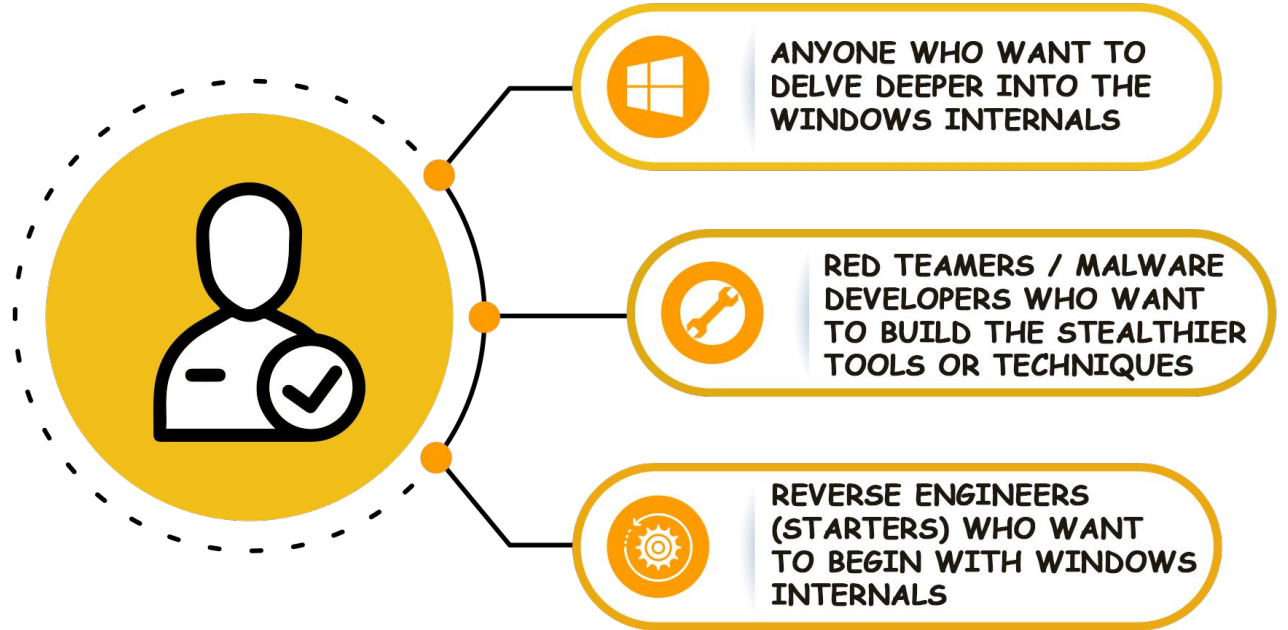 ANYONE WHO WANT TO
DELVE DEEPER INTO THE
WINDOWS INTERNALS
RED TEAMERS / MALWARE
DEVELOPERS WHO WANT
TO BUILD THE STEALTHIER
TOOLS OR TECHNIQUES
REVERSE ENGINEERS
(STARTERS) WHO WANT
TO BEGIN WITH WINDOWS
INTERNALS